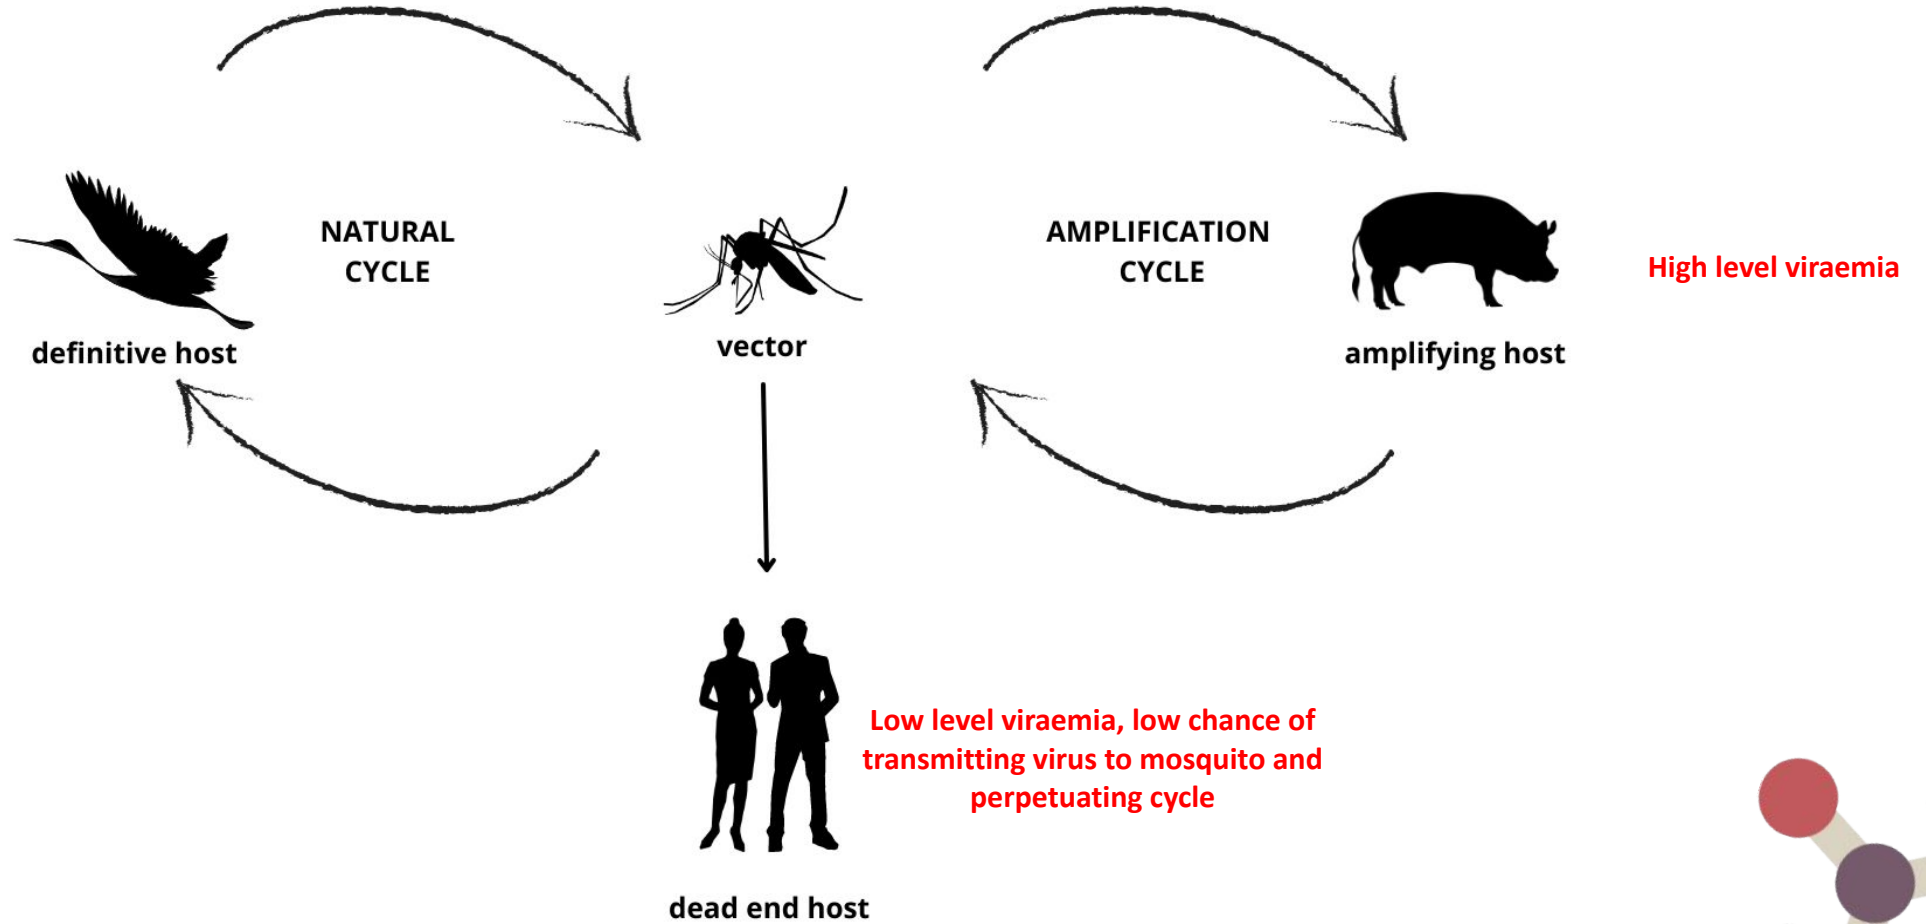 NATURAL
CYCLE
AMPLIFICATION
CYCLE
High level viraemia
definitive host
vector
amplifying host
Low level viraemia, low chance of
transmitting virus to mosquito and
perpetuating cycle
dead end host